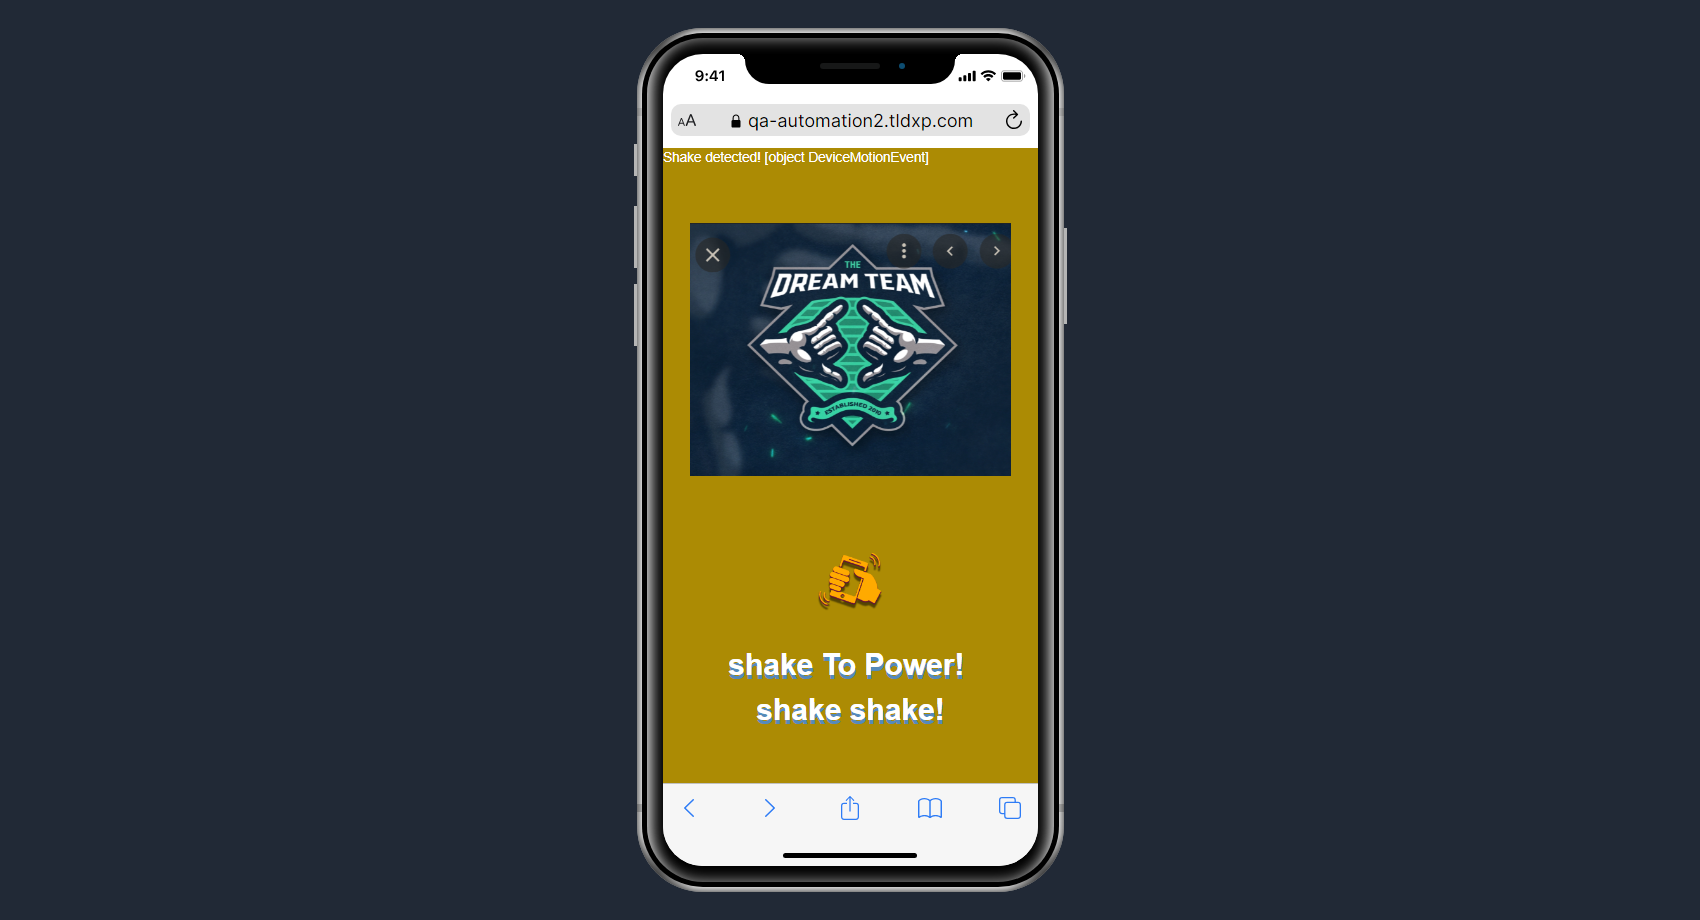 9:41
AA qa-automation2.tldxp.com
Shake detected! [object DeviceMotionEvent]
THE
DREAM TEAM
ESTABLISHED 2010
shake To Power!
shake shake!